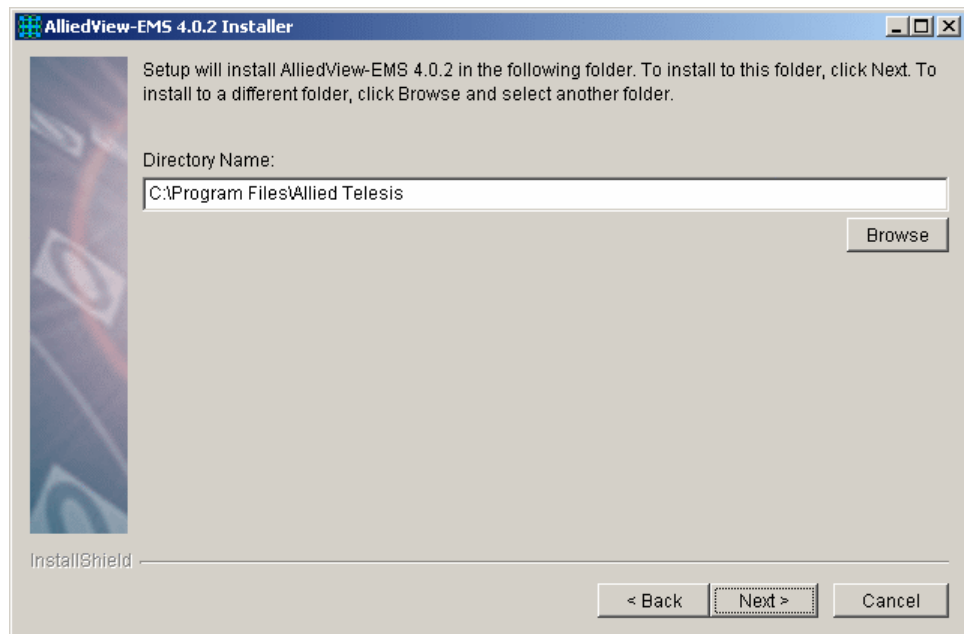 AlliedView-EMS 4.0.2 Installer
Setup will install AlliedView-EMS 4.0.2 in the following folder. To install to this folder, click Next. To
install to a different folder, click Browse and select another folder.
Directory Name:
C:\Program Files\Allied Telesis
Browse
InstallShield
< Back Next > Cancel